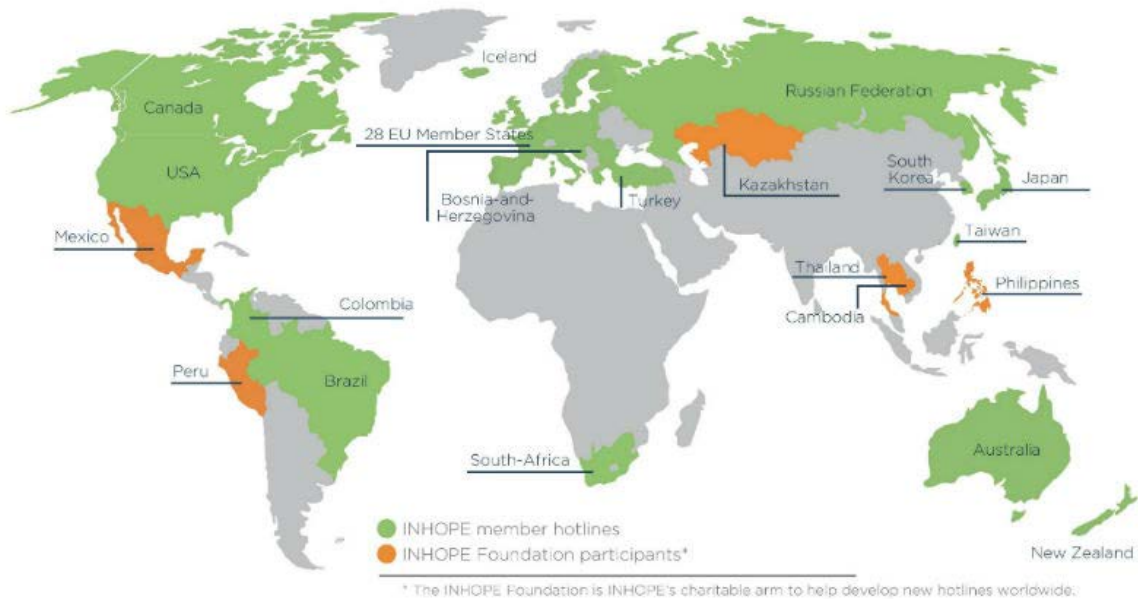 Iceland
Canada
Russian Federation
28 EU Member States
USA
South
Korea
Japan
Kazakhstan
Bosnia-and-
Herzegovina
Turkey
Mexico
Taiwan
Thailand
Philippines
Colombia
Cambodia
Peru
Brazil
Australia
South-Africa
INHOPE member hotlines
INHOPE Foundation participants*
New Zealand
* The INHOPE Foundation is INHOPE's charitable arm to help develop new hotlines worldwide.